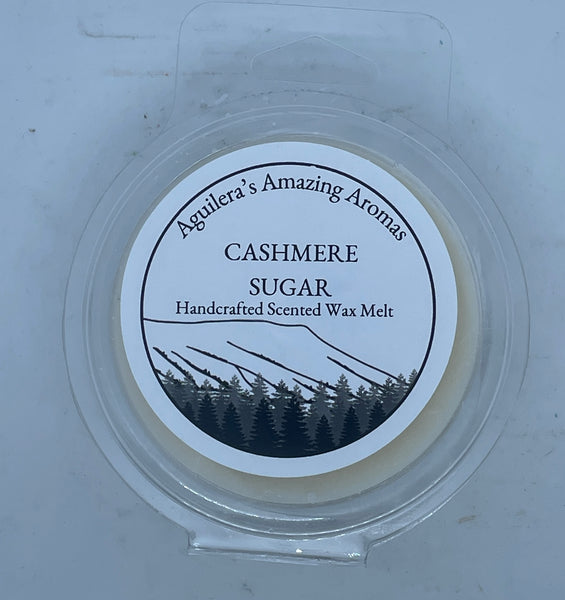 Aguilera's Amazing Aromas
CASHMERE
SUGAR
Handcrafted Scented Wax Melt